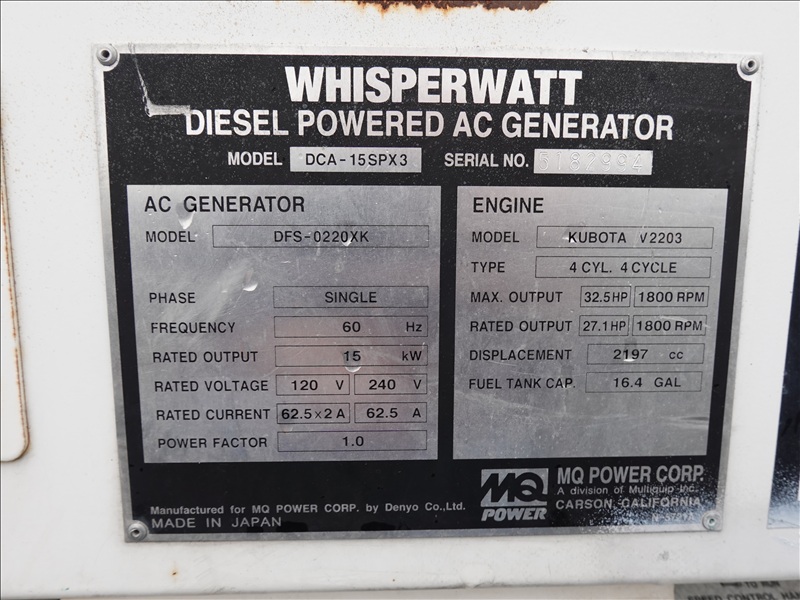 WHISPERWATT
DIESEL POWERED AC GENERATOR
MODEL DCA-15SPX3 SERIAL NO.
AC GENERATOR
MODEL DFS-0220XK
PHASE SINGLE
FREQUENCY 60 Hz
RATED OUTPUT 15 kW
RATED VOLTAGE 120 V 240 V
RATED CURRENT 62.5×2 A 62.5 A
POWER FACTOR 1.0
ENGINE
MODEL KUBOTA V2203
TYPE 4 CYL. 4 CYCLE
MAX. OUTPUT 32.5HP 1800 RPM
RATED OUTPUT 27.1HP 1800 RPM
DISPLACEMENT 2197 cc
FUEL TANK CAP. 16.4 GAL
Manufactured for MQ POWER CORP. by Denyo Co.,Ltd.
MADE IN JAPAN
MQ
POWER
MQ POWER CORP.
A division of Multiquip Inc.
CARSON, CALIFORNIA
TO RUN
SPEED CONTROL